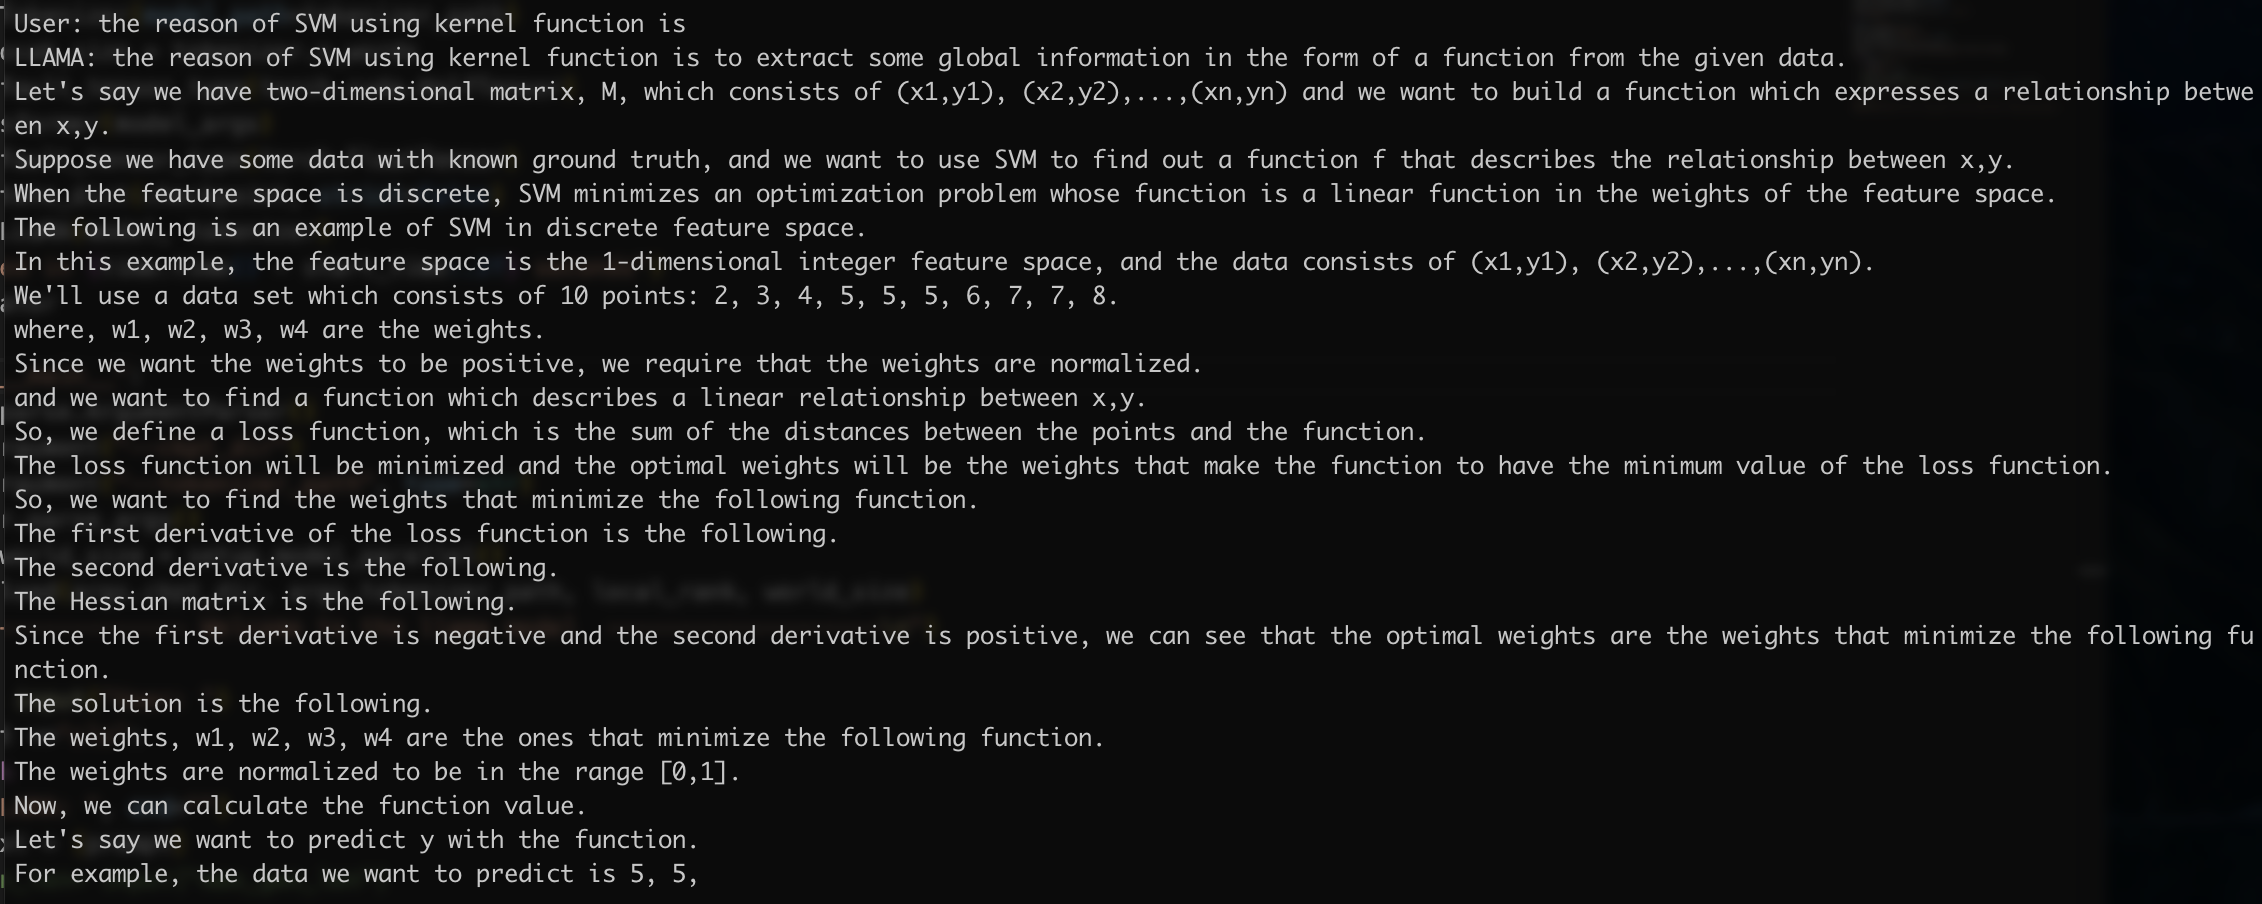 User: the reason of SVM using kernel function is
LLAMA: the reason of SVM using kernel function is to extract some global information in the form of a function from the given data.
Let's say we have two-dimensional matrix, M, which consists of (x1,y1), (x2,y2),...,(xn,yn) and we want to build a function which expresses a relationship betwe
en x,y.
Suppose we have some data with known ground truth, and we want to use SVM to find out a function f that describes the relationship between x,y.
When the feature space is discrete, SVM minimizes an optimization problem whose function is a linear function in the weights of the feature space.
The following is an example of SVM in discrete feature space.
In this example, the feature space is the 1-dimensional integer feature space, and the data consists of (x1,y1), (x2,y2),...,(xn,yn).
We'll use a data set which consists of 10 points: 2, 3, 4, 5, 5, 5, 6, 7, 7, 8.
where, w1, w2, w3, w4 are the weights.
Since we want the weights to be positive, we require that the weights are normalized.
and we want to find a function which describes a linear relationship between x,y.
So, we define a loss function, which is the sum of the distances between the points and the function.
The loss function will be minimized and the optimal weights will be the weights that make the function to have the minimum value of the loss function.
So, we want to find the weights that minimize the following function.
The first derivative of the loss function is the following.
The second derivative is the following.
The Hessian matrix is the following.
Since the first derivative is negative and the second derivative is positive, we can see that the optimal weights are the weights that minimize the following fu
nction.
The solution is the following.
The weights, w1, w2, w3, w4 are the ones that minimize the following function.
The weights are normalized to be in the range [0,1].
Now, we can calculate the function value.
Let's say we want to predict y with the function.
For example, the data we want to predict is 5, 5,